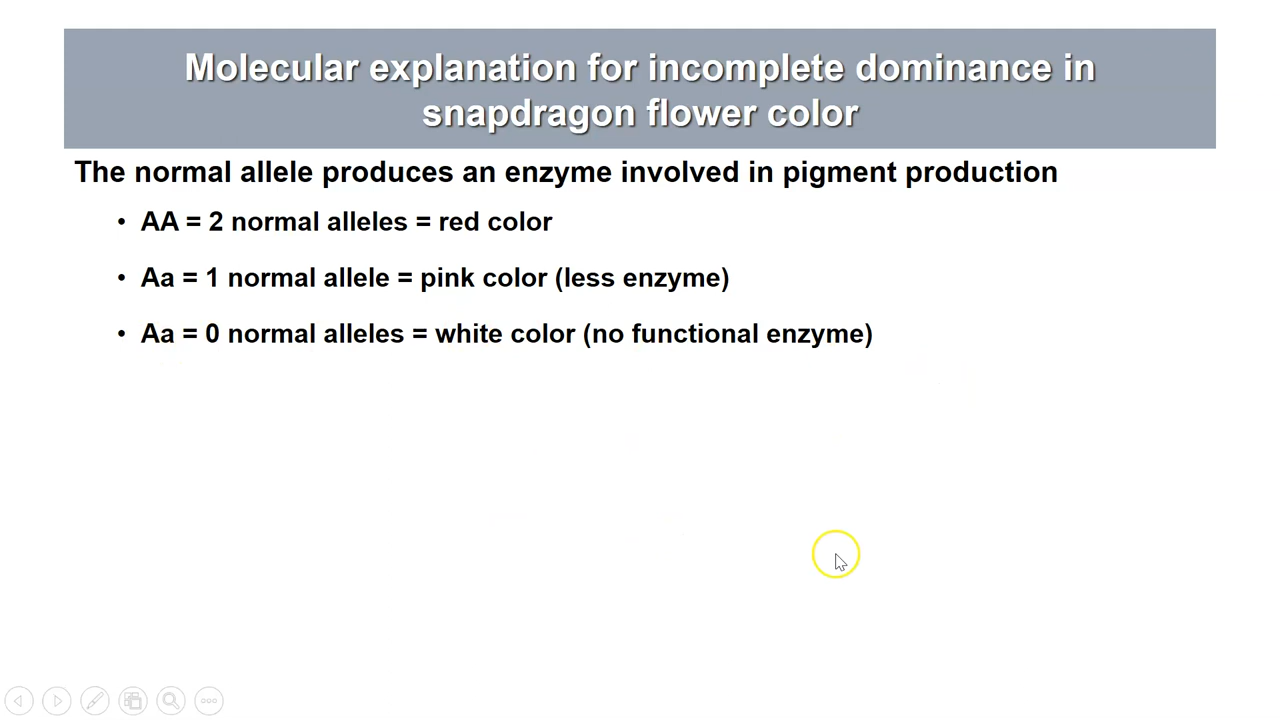 Molecular explanation for incomplete dominance in
snapdragon flower color
The normal allele produces an enzyme involved in pigment production
• AA = 2 normal alleles = red color
• Aa = 1 normal allele = pink color (less enzyme)
• Aa = 0 normal alleles = white color (no functional enzyme)